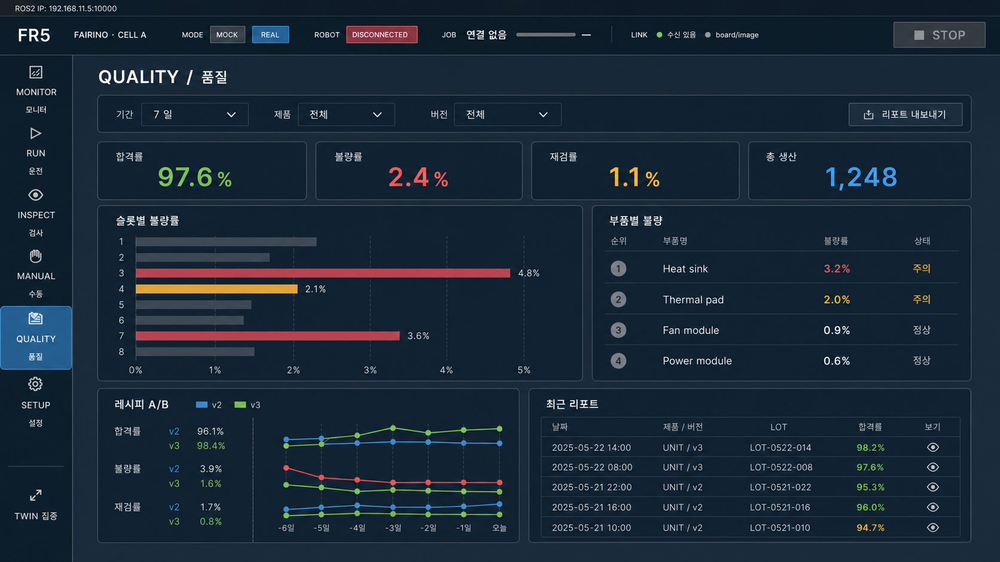 ROS2 IP: 192.168.11.5:10000
FR5 FAIRINO · CELL A MODE MOCK REAL ROBOT DISCONNECTED JOB 연결 없음 — LINK 수신 있음 board/image STOP
MONITOR
모니터
RUN
운전
INSPECT
검사
MANUAL
수동
QUALITY
품질
SETUP
설정
TWIN 집중
QUALITY / 품질
기간 7 일 제품 전체 버전 전체 리포트 내보내기
합격률
97.6 %
불량률
2.4 %
재검률
1.1 %
총 생산
1,248
슬롯별 불량률
1
2
3 4.8%
4 2.1%
5
6
7 3.6%
8
0% 1% 2% 3% 4% 5%
부품별 불량
순위 부품명 불량률 상태
1 Heat sink 3.2% 주의
2 Thermal pad 2.0% 주의
3 Fan module 0.9% 정상
4 Power module 0.6% 정상
레시피 A/B v2 v3
합격률 v2 96.1%
v3 98.4%
불량률 v2 3.9%
v3 1.6%
재검률 v2 1.7%
v3 0.8%
-6일 -5일 -4일 -3일 -2일 -1일 오늘
최근 리포트
날짜 제품 / 버전 LOT 합격률 보기
2025-05-22 14:00 UNIT / v3 LOT-0522-014 98.2%
2025-05-22 08:00 UNIT / v3 LOT-0522-008 97.6%
2025-05-21 22:00 UNIT / v2 LOT-0521-022 95.3%
2025-05-21 16:00 UNIT / v2 LOT-0521-016 96.0%
2025-05-21 10:00 UNIT / v2 LOT-0521-010 94.7%